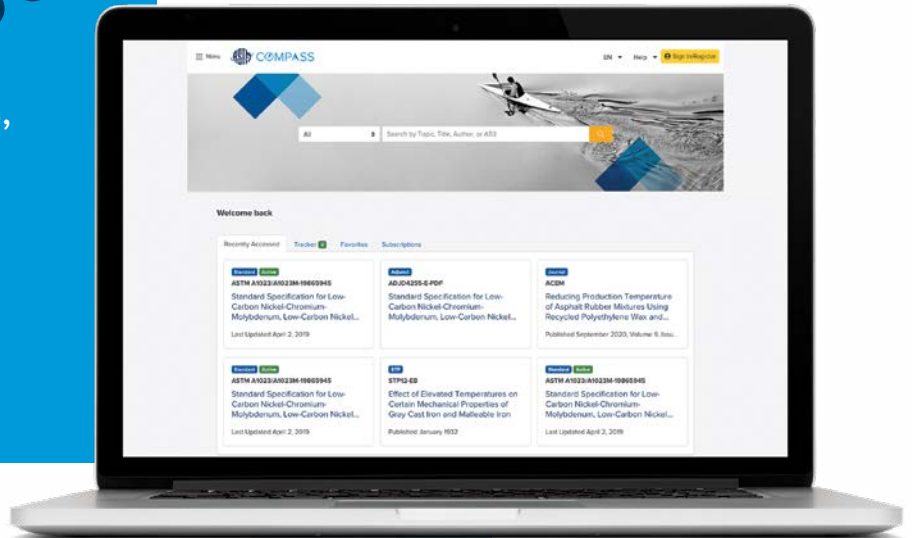 ,
Menu
ASTM COMPASS
EN
Help
Sign In/Register
All
Search by Topic, Title, Author, or A53
Welcome back
Recently Accessed
Tracker
Favorites
Subscriptions
Standard Active
ASTM A1023/A1023M-19865945
Standard Specification for Low-
Carbon Nickel-Chromium-
Molybdenum, Low-Carbon Nickel...
Last Updated April 2, 2019
Adjunct
ADJD4255-E-PDF
Standard Specification for Low-
Carbon Nickel-Chromium-
Molybdenum, Low-Carbon Nickel...
Journal
ACEM
Reducing Production Temperature
of Asphalt Rubber Mixtures Using
Recycled Polyethylene Wax and...
Published September 2020, Volume 9, Issu...
Standard Active
ASTM A1023/A1023M-19865945
Standard Specification for Low-
Carbon Nickel-Chromium-
Molybdenum, Low-Carbon Nickel...
Last Updated April 2, 2019
STP
STP12-EB
Effect of Elevated Temperatures on
Certain Mechanical Properties of
Gray Cast Iron and Malleable Iron
Published January 1932
Standard Active
ASTM A1023/A1023M-19865945
Standard Specification for Low-
Carbon Nickel-Chromium-
Molybdenum, Low-Carbon Nickel...
Last Updated April 2, 2019